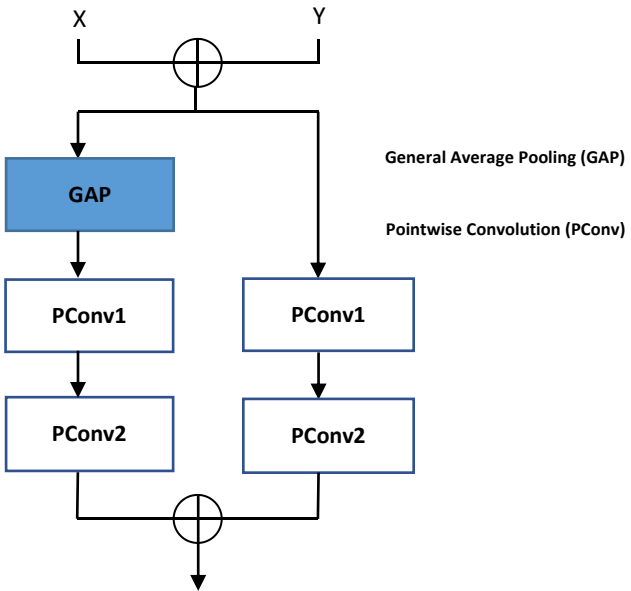 X
Y
General Average Pooling (GAP)
GAP
Pointwise Convolution (PConv)
PConv1
PConv1
PConv2
PConv2